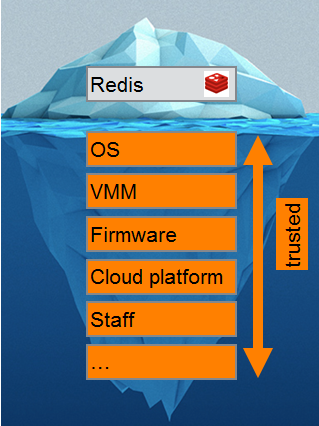 Redis
OS
VMM
Firmware
Cloud platform
Staff
...
trusted